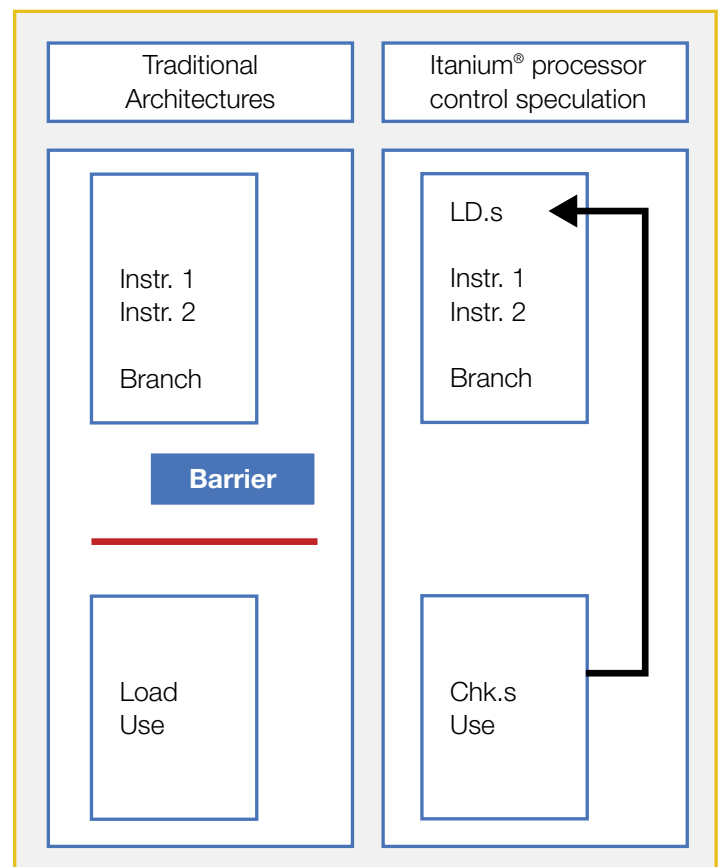 Traditional
Architectures
Itanium® processor
control speculation
Instr. 1
Instr. 2
Branch
Barrier
Load
Use
LD.s
Instr. 1
Instr. 2
Branch
Chk.s
Use